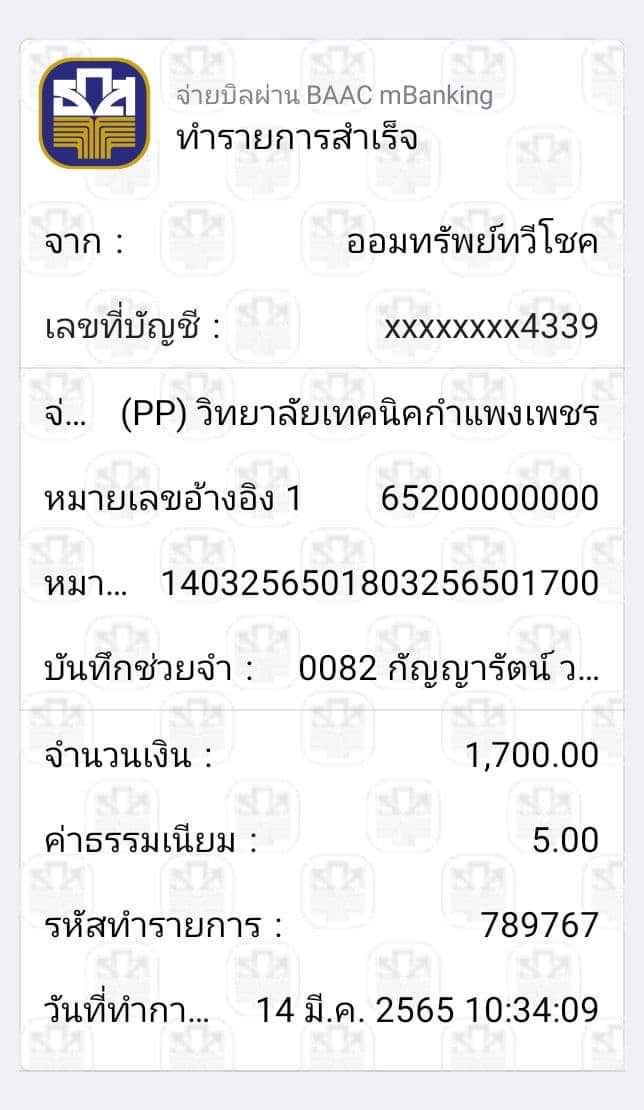 ธกส
จ่ายบิลผ่าน BAAC mBanking
ทำรายการสำเร็จ
จาก : ออมทรัพย์ทวีโชค
เลขที่บัญชี : xxxxxxxx4339
จ่... (PP) วิทยาลัยเทคนิคกำแพงเพชร
หมายเลขอ้างอิง 1 65200000000
หมา... 1403256501803256501700
บันทึกช่วยจำ : 0082 กัญญารัตน์ ว...
จำนวนเงิน : 1,700.00
ค่าธรรมเนียม : 5.00
รหัสทำรายการ : 789767
วันที่ทำกา... 14 มี.ค. 2565 10:34:09